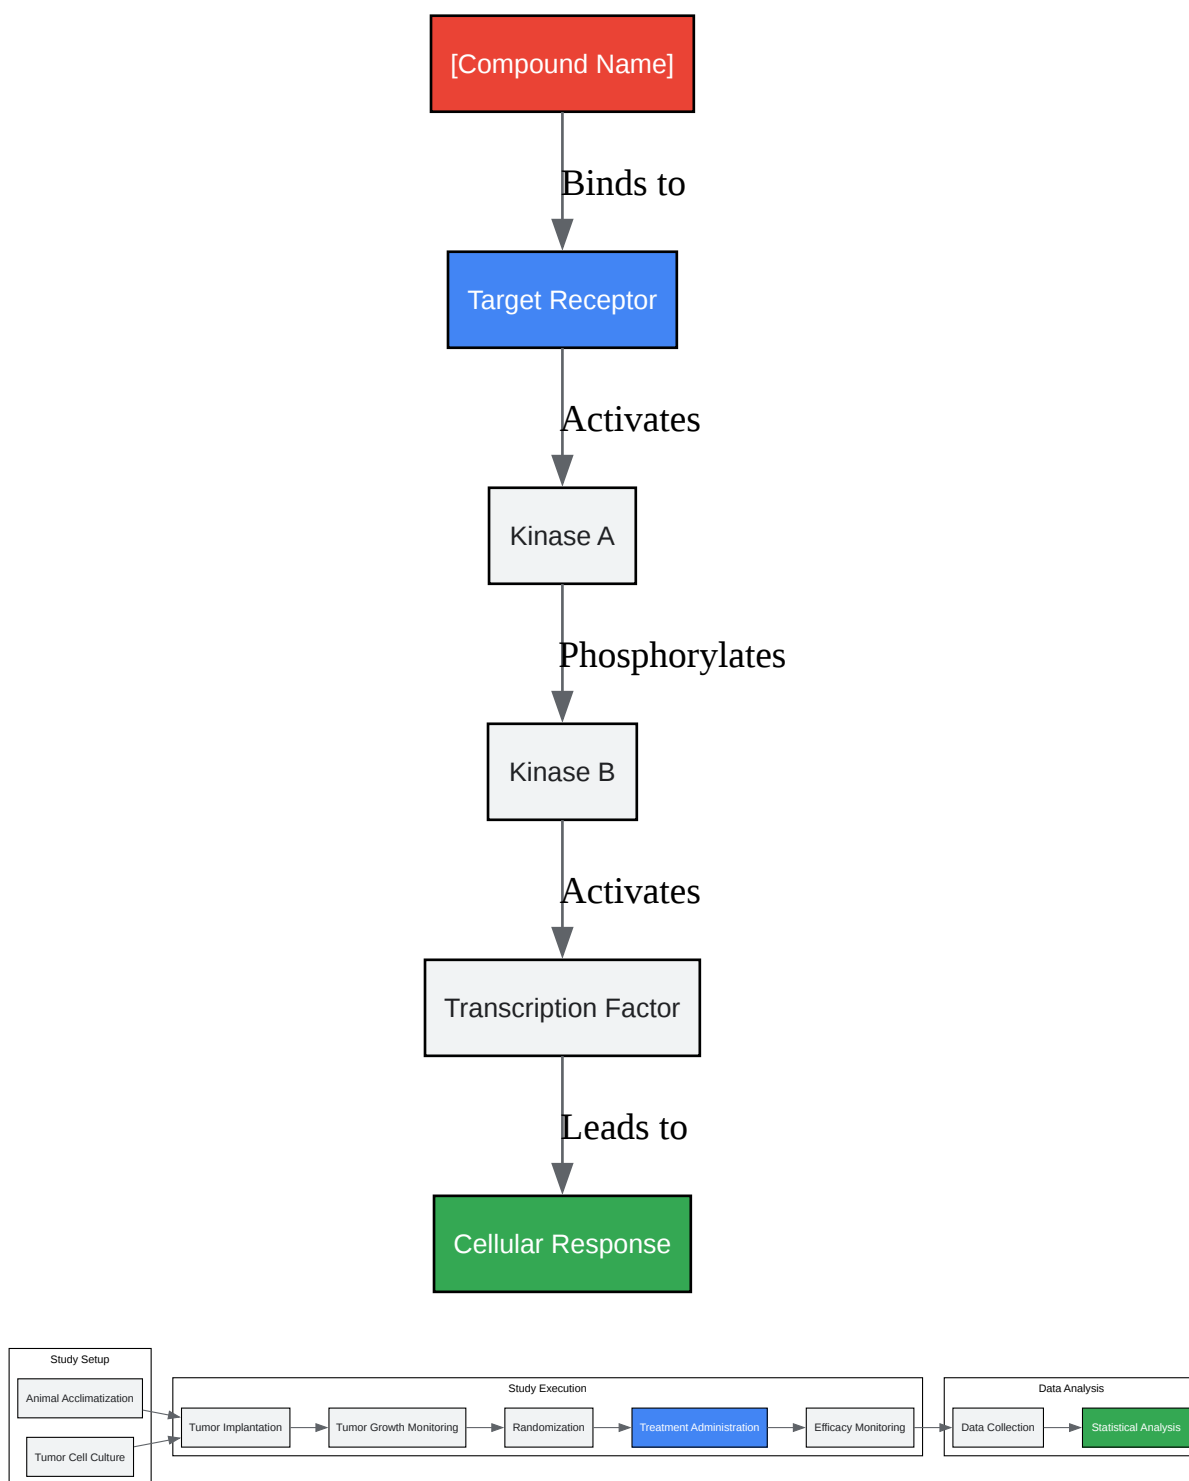 [Compound Name]
Binds to
Target Receptor
Activates
Kinase A
Phosphorylates
Kinase B
Activates
Transcription Factor
Leads to
Cellular Response
Study Setup
Animal Acclimatization
Tumor Cell Culture
Study Execution
Tumor Implantation
Tumor Growth Monitoring
Randomization
Treatment Administration
Efficacy Monitoring
Data Analysis
Data Collection
Statistical Analysis